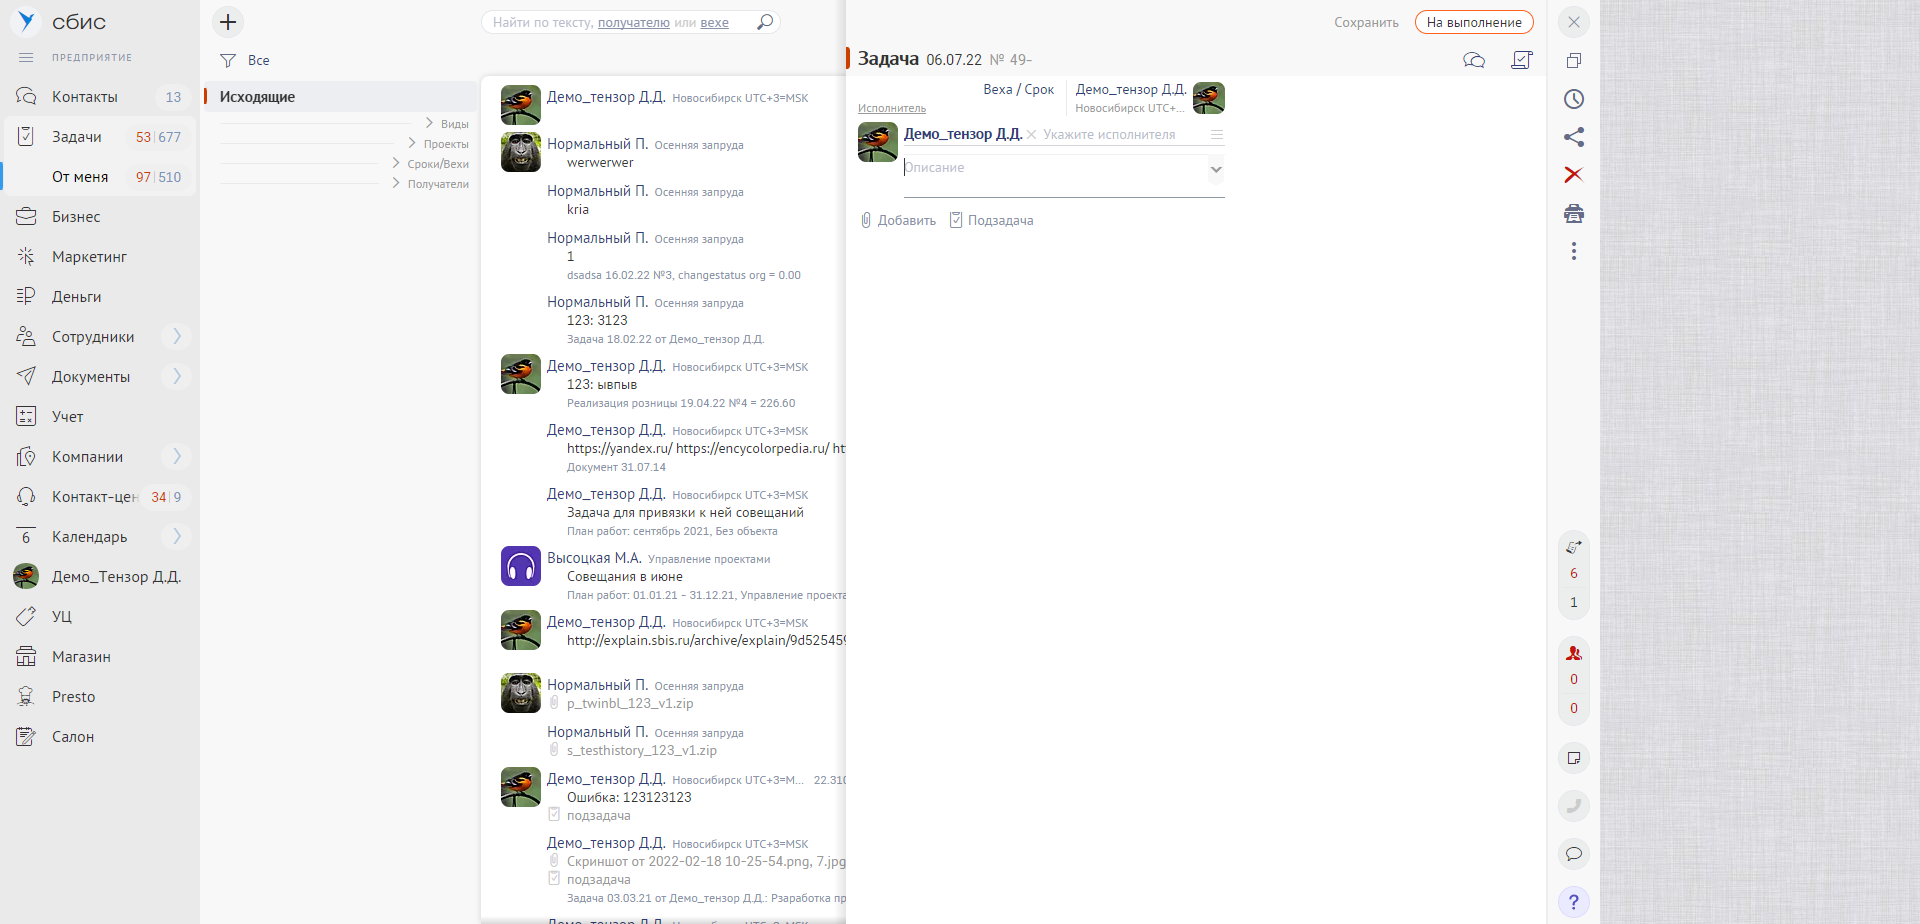 сбис
ПРЕДПРИЯТИЕ
Контакты 13
Задачи 53 677
От меня 97 510
Бизнес
Маркетинг
Деньги
Сотрудники
Документы
Учет
Компании
Контакт-цен 34 9
6 Календарь
Демо_Тензор Д.Д.
УЦ
Магазин
Presto
Салон
Найти по тексту, получателю или вехе
Все
Исходящие
Виды
Проекты
Сроки/Вехи
Получатели
Демо_тензор Д.Д. Новосибирск UTC+3=MSK
Нормальный П. Осенняя запруда
werwerwer
Нормальный П. Осенняя запруда
kria
Нормальный П. Осенняя запруда
1
dsadsa 16.02.22 №3, changestatus org = 0.00
Нормальный П. Осенняя запруда
123: 3123
Задача 18.02.22 от Демо_тензор Д.Д.
Демо_тензор Д.Д. Новосибирск UTC+3=MSK
123: ывпыв
Реализация розницы 19.04.22 №4 = 226.60
Демо_тензор Д.Д. Новосибирск UTC+3=MSK
https://yandex.ru/ https://encycolorpedia.ru/ ht
Документ 31.07.14
Демо_тензор Д.Д. Новосибирск UTC+3=MSK
Задача для привязки к ней совещаний
План работ: сентябрь 2021, Без объекта
Высоцкая М.А. Управление проектами
Совещания в июне
План работ: 01.01.21 - 31.12.21, Управление проекта
Демо_тензор Д.Д. Новосибирск UTC+3=MSK
http://explain.sbis.ru/archive/explain/9d525459
Нормальный П. Осенняя запруда
p_twinbl_123_v1.zip
Нормальный П. Осенняя запруда
s_testhistory_123_v1.zip
Демо_тензор Д.Д. Новосибирск UTC+3=M... 22.310
Ошибка: 123123123
подзадача
Демо_тензор Д.Д. Новосибирск UTC+3=MSK
Скриншот от 2022-02-18 10-25-54.png, 7.jpg
подзадача
Задача 03.03.21 от Демо_тензор Д.Д.: Рзаработка пр
Сохранить На выполнение
Задача 06.07.22 № 49-
Веха / Срок Демо_тензор Д.Д.
Исполнитель Новосибирск UTC+...
Демо_тензор Д.Д. Укажите исполнителя
Описание
Добавить Подзадача
6
1
0
0
?